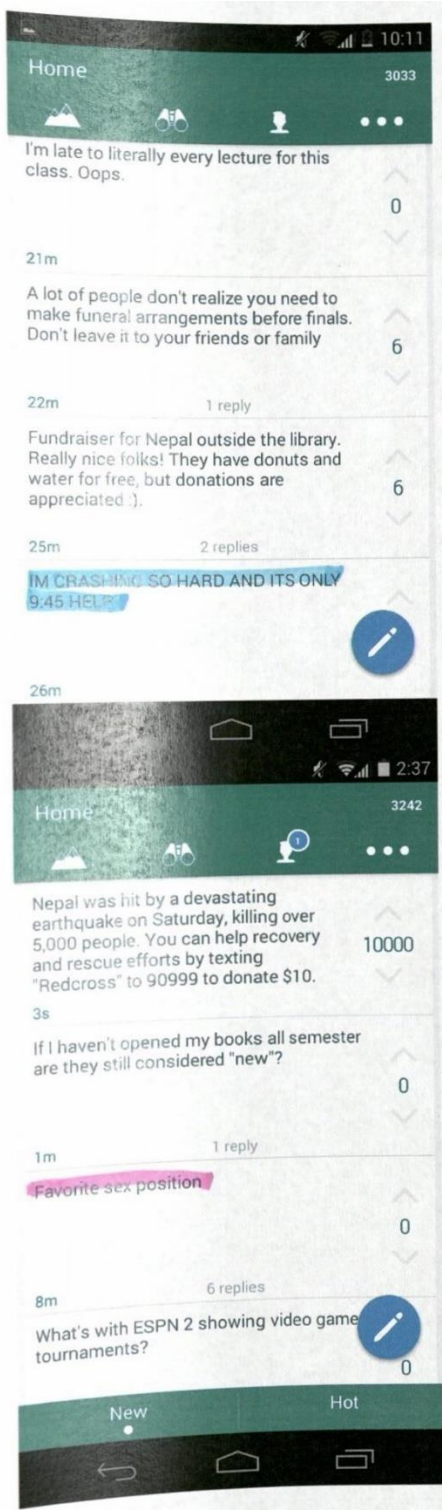 10:11
Home
3033
I'm late to literally every lecture for this
class. Oops.
0
21m
A lot of people don't realize you need to
make funeral arrangements before finals.
Don't leave it to your friends or family
6
22m
1 reply
Fundraiser for Nepal outside the library.
Really nice folks! They have donuts and
water for free, but donations are
appreciated :).
6
25m
2 replies
IM CRASHING SO HARD AND ITS ONLY
9:45 HELP
26m
2:37
Home
3242
1
Nepal was hit by a devastating
earthquake on Saturday, killing over
5,000 people. You can help recovery
and rescue efforts by texting
"Redcross" to 90999 to donate $10.
10000
3s
If I haven't opened my books all semester
are they still considered "new"?
0
1m
1 reply
Favorite sex position
0
8m
6 replies
What's with ESPN 2 showing video game
tournaments?
0
New
Hot